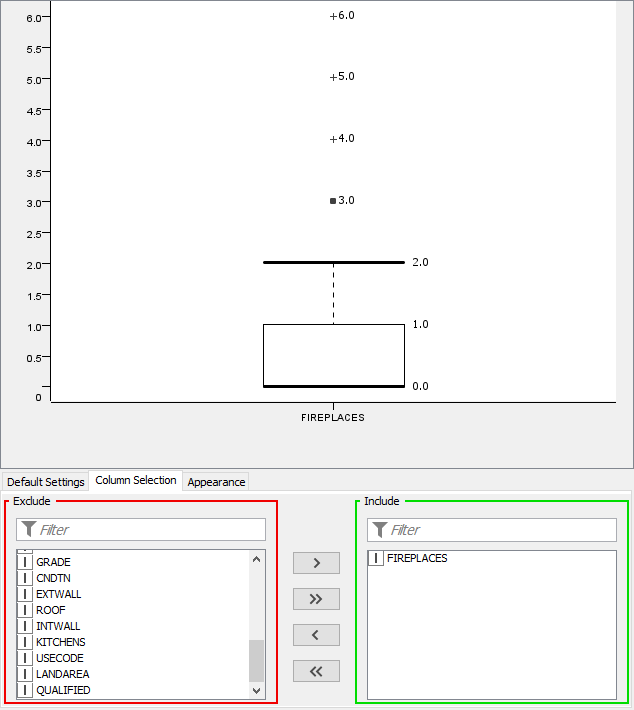 6.0
6.0
5.5
5.0
5.0
4.5
4.0
4.0
3.5
3.0
3.0
2.5
2.0
2.0
1.5
1.0
1.0
0.5
0.0
0
FIREPLACES
Default Settings Column Selection Appearance
Exclude
Include
Filter
Filter
I GRADE
I CNDTN
I EXTWALL
I ROOF
I INTWALL
I KITCHENS
I USECODE
I LANDAREA
I QUALIFIED
>
»
<
«
I FIREPLACES